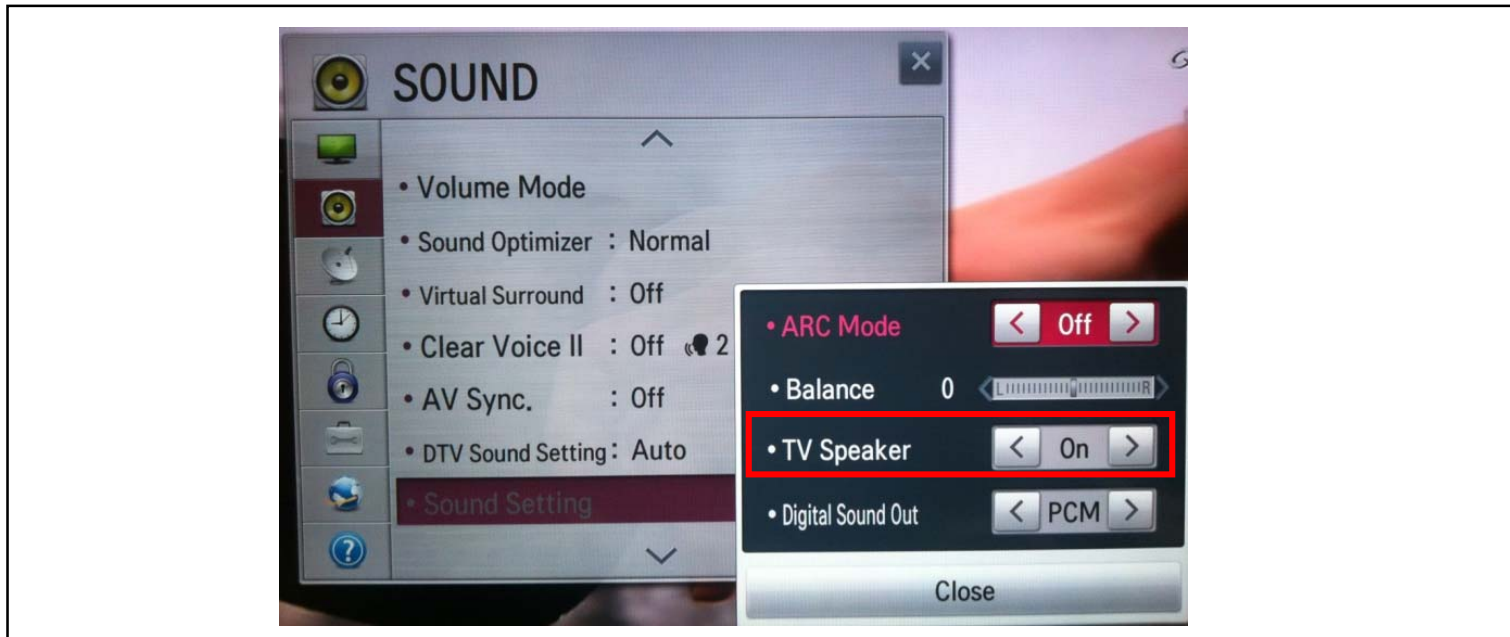 SOUND
• Volume Mode
• Sound Optimizer : Normal
• Virtual Surround : Off
• Clear Voice II : Off 2
• AV Sync. : Off
• DTV Sound Setting : Auto
• Sound Setting
• ARC Mode < Off >
• Balance 0 L R
• TV Speaker < On >
• Digital Sound Out < PCM >
Close